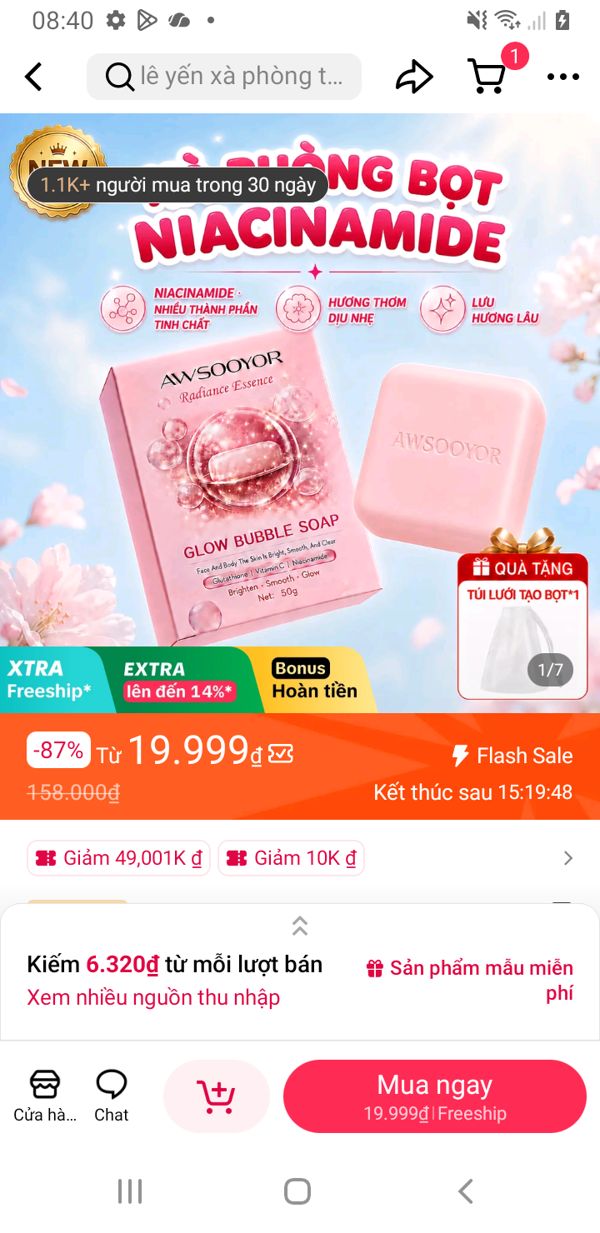 08:40
lê yến xà phòng t...
1
NEW
1.1K+ người mua trong 30 ngày
PHÒNG BỌT
NIACINAMIDE
NIACINAMIDE ·
NHIỀU THÀNH PHẦN
TINH CHẤT
HƯƠNG THƠM
DỊU NHẸ
LƯU
HƯƠNG LÂU
AWSOOYOR
Radiance Essence
GLOW BUBBLE SOAP
Face And Body The Skin Is Bright, Smooth, And Clear
Glutathione | Vitamin C | Niacinamide
Brighten · Smooth · Glow
Net: 50g
AWSOOYOR
QUÀ TẶNG
TÚI LƯỚI TẠO BỌT*1
1/7
XTRA
Freeship*
EXTRA
lên đến 14%*
Bonus
Hoàn tiền
-87% Từ 19.999₫
Flash Sale
158.000₫
Kết thúc sau 15:19:48
Giảm 49,001K ₫
Giảm 10K ₫
Kiếm 6.320₫ từ mỗi lượt bán
Xem nhiều nguồn thu nhập
Sản phẩm mẫu miễn
phí
Cửa hà...
Chat
Mua ngay
19.999₫ | Freeship